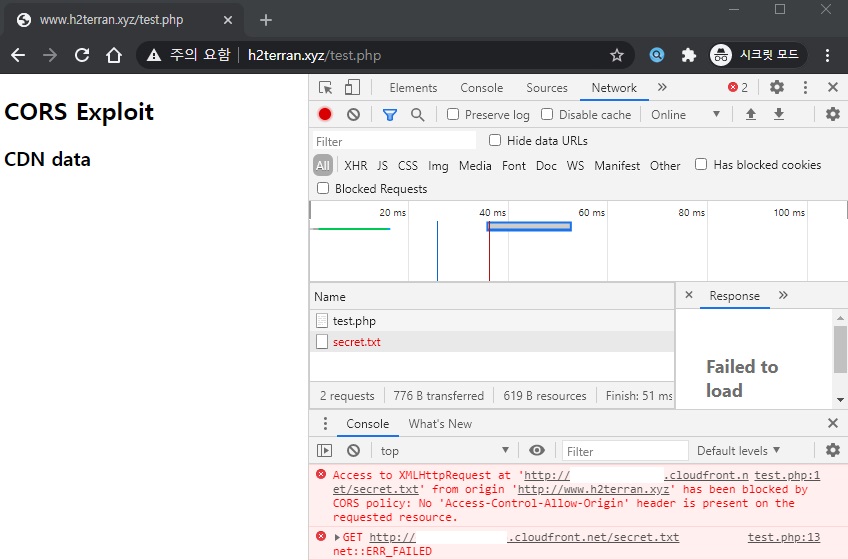 www.h2terran.xyz/test.php
주의 요함 h2terran.xyz/test.php 시크릿 모드
Elements Console Sources Network 2
Preserve log Disable cache Online
Filter Hide data URLs
All XHR JS CSS Img Media Font Doc WS Manifest Other Has blocked cookies
Blocked Requests
20 ms 40 ms 60 ms 80 ms 100 ms
CORS Exploit
CDN data
Name
test.php
secret.txt
Response
Failed to
load
2 requests 776 B transferred 619 B resources Finish: 51 ms
Console What's New
top Filter Default levels
Access to XMLHttpRequest at 'http:// .cloudfront.n test.php:1
et/secret.txt' from origin 'http://www.h2terran.xyz' has been blocked by
CORS policy: No 'Access-Control-Allow-Origin' header is present on the
requested resource.
GET http:// .cloudfront.net/secret.txt test.php:13
net::ERR_FAILED